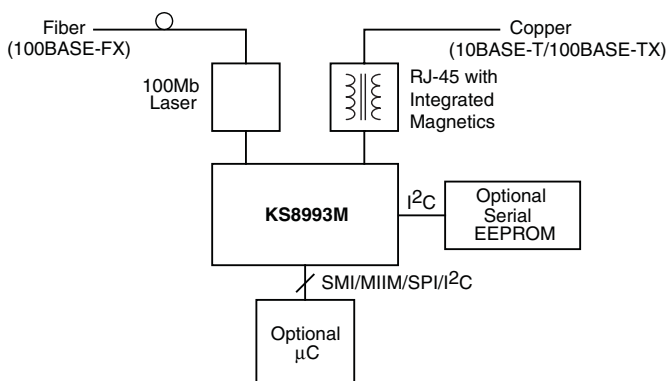 Fiber
(100BASE-FX)
Copper
(10BASE-T/100BASE-TX)
100Mb
Laser
RJ-45 with
Integrated
Magnetics
KS8993M
I2C
Optional
Serial
EEPROM
SMI/MIIM/SPI/I2C
Optional
µC